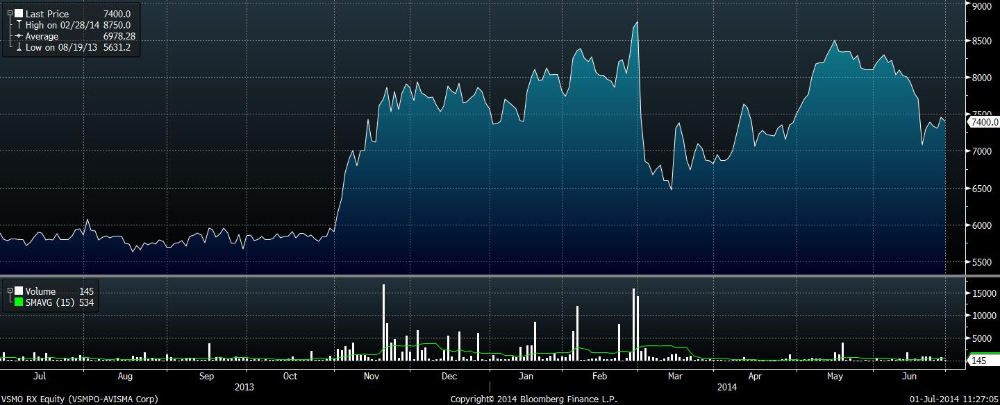 Last Price 7400.0
High on 02/28/14 8750.0
Average 6978.28
Low on 08/19/13 5631.2
9000
8500
8000
7500
7400.0
7000
6500
6000
5500
Volume 145
SMAVG (15) 534
15000
10000
5000
145
Jul Aug Sep Oct Nov Dec Jan Feb Mar Apr May Jun
2013 2014
VSMO RX Equity (VSMPO-AVISMA Corp) Copyright© 2014 Bloomberg Finance L.P. 01-Jul-2014 11:27:05